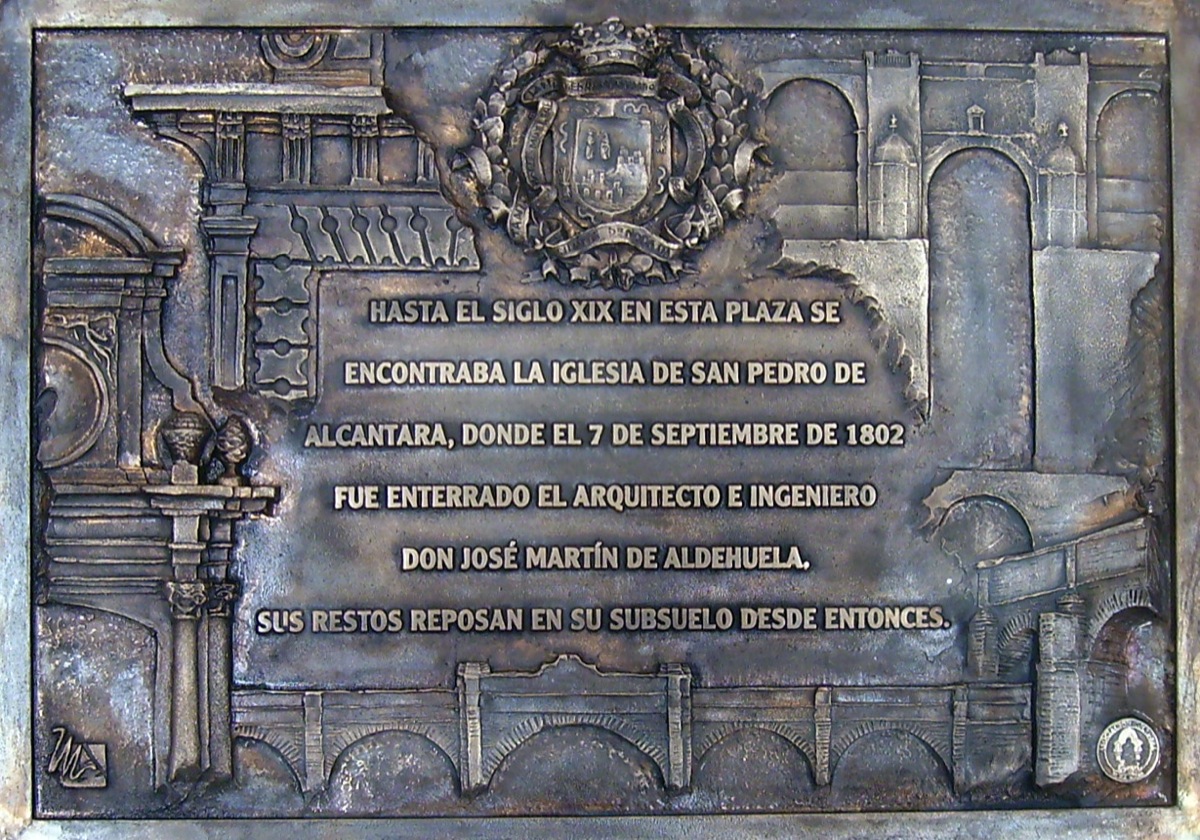 HASTA EL SIGLO XIX EN ESTA PLAZA SE
ENCONTRABA LA IGLESIA DE SAN PEDRO DE
ALCANTARA, DONDE EL 7 DE SEPTIEMBRE DE 1802
FUE ENTERRADO EL ARQUITECTO E INGENIERO
DON JOSÉ MARTÍN DE ALDEHUELA,
SUS RESTOS REPOSAN EN SU SUBSUELO DESDE ENTONCES.